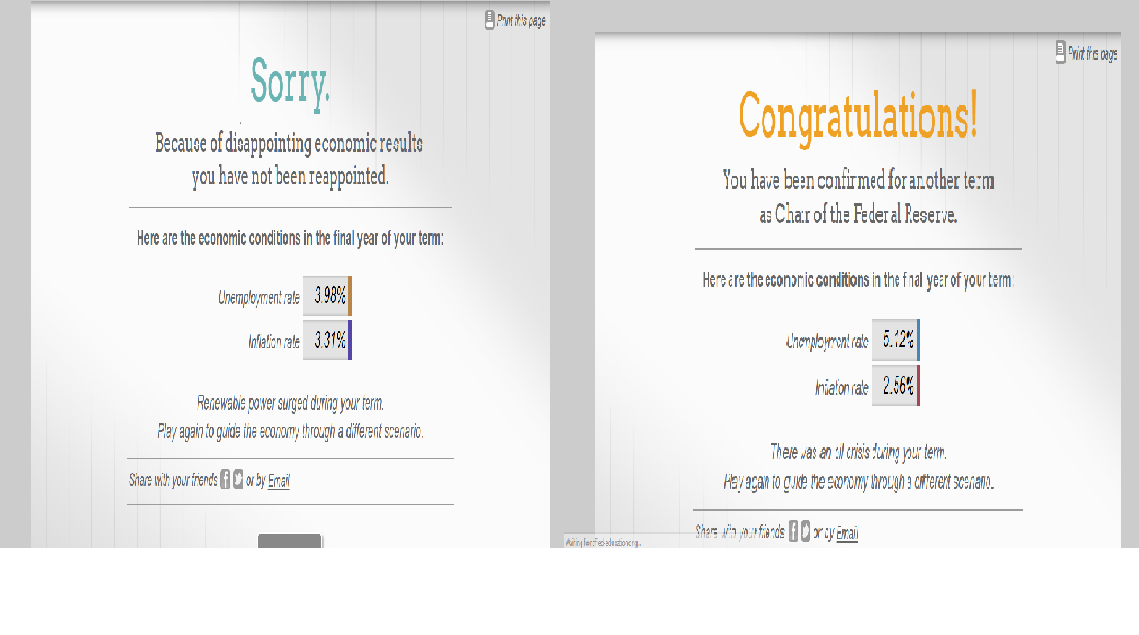 Print this page
Sorry.
Because of disappointing economic results
you have not been reappointed.
Here are the economic conditions in the final year of your term:
Unemployment rate 3.98%
Inflation rate 3.31%
Renewable power surged during your term.
Play again to guide the economy through a different scenario.
Share with your friends or by Email
Print this page
Congratulations!
You have been confirmed for another term
as Chair of the Federal Reserve.
Here are the economic conditions in the final year of your term:
Unemployment rate 5.12%
Inflation rate 2.56%
There was an oil crisis during your term.
Play again to guide the economy through a different scenario.
Share with your friends or by Email